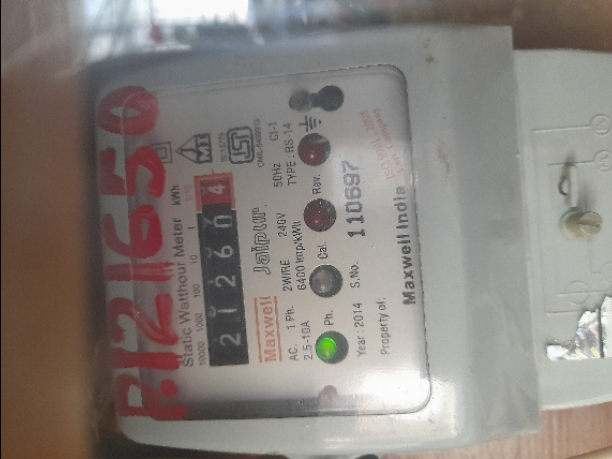 P.121650
Static Watthour Meter kWh
10000 1000 100 10 1 1/10
2 1 2 6 0 4
Maxwell Jaipur
AC. 1 Ph. 2WIRE 240V 50Hz Cl-1
2.5-10A 6400 Imp/kWh TYPE: RS-14
Ph. Cal. Rev.
Year: 2014 S.No. 110697
Property of:
Maxwell India